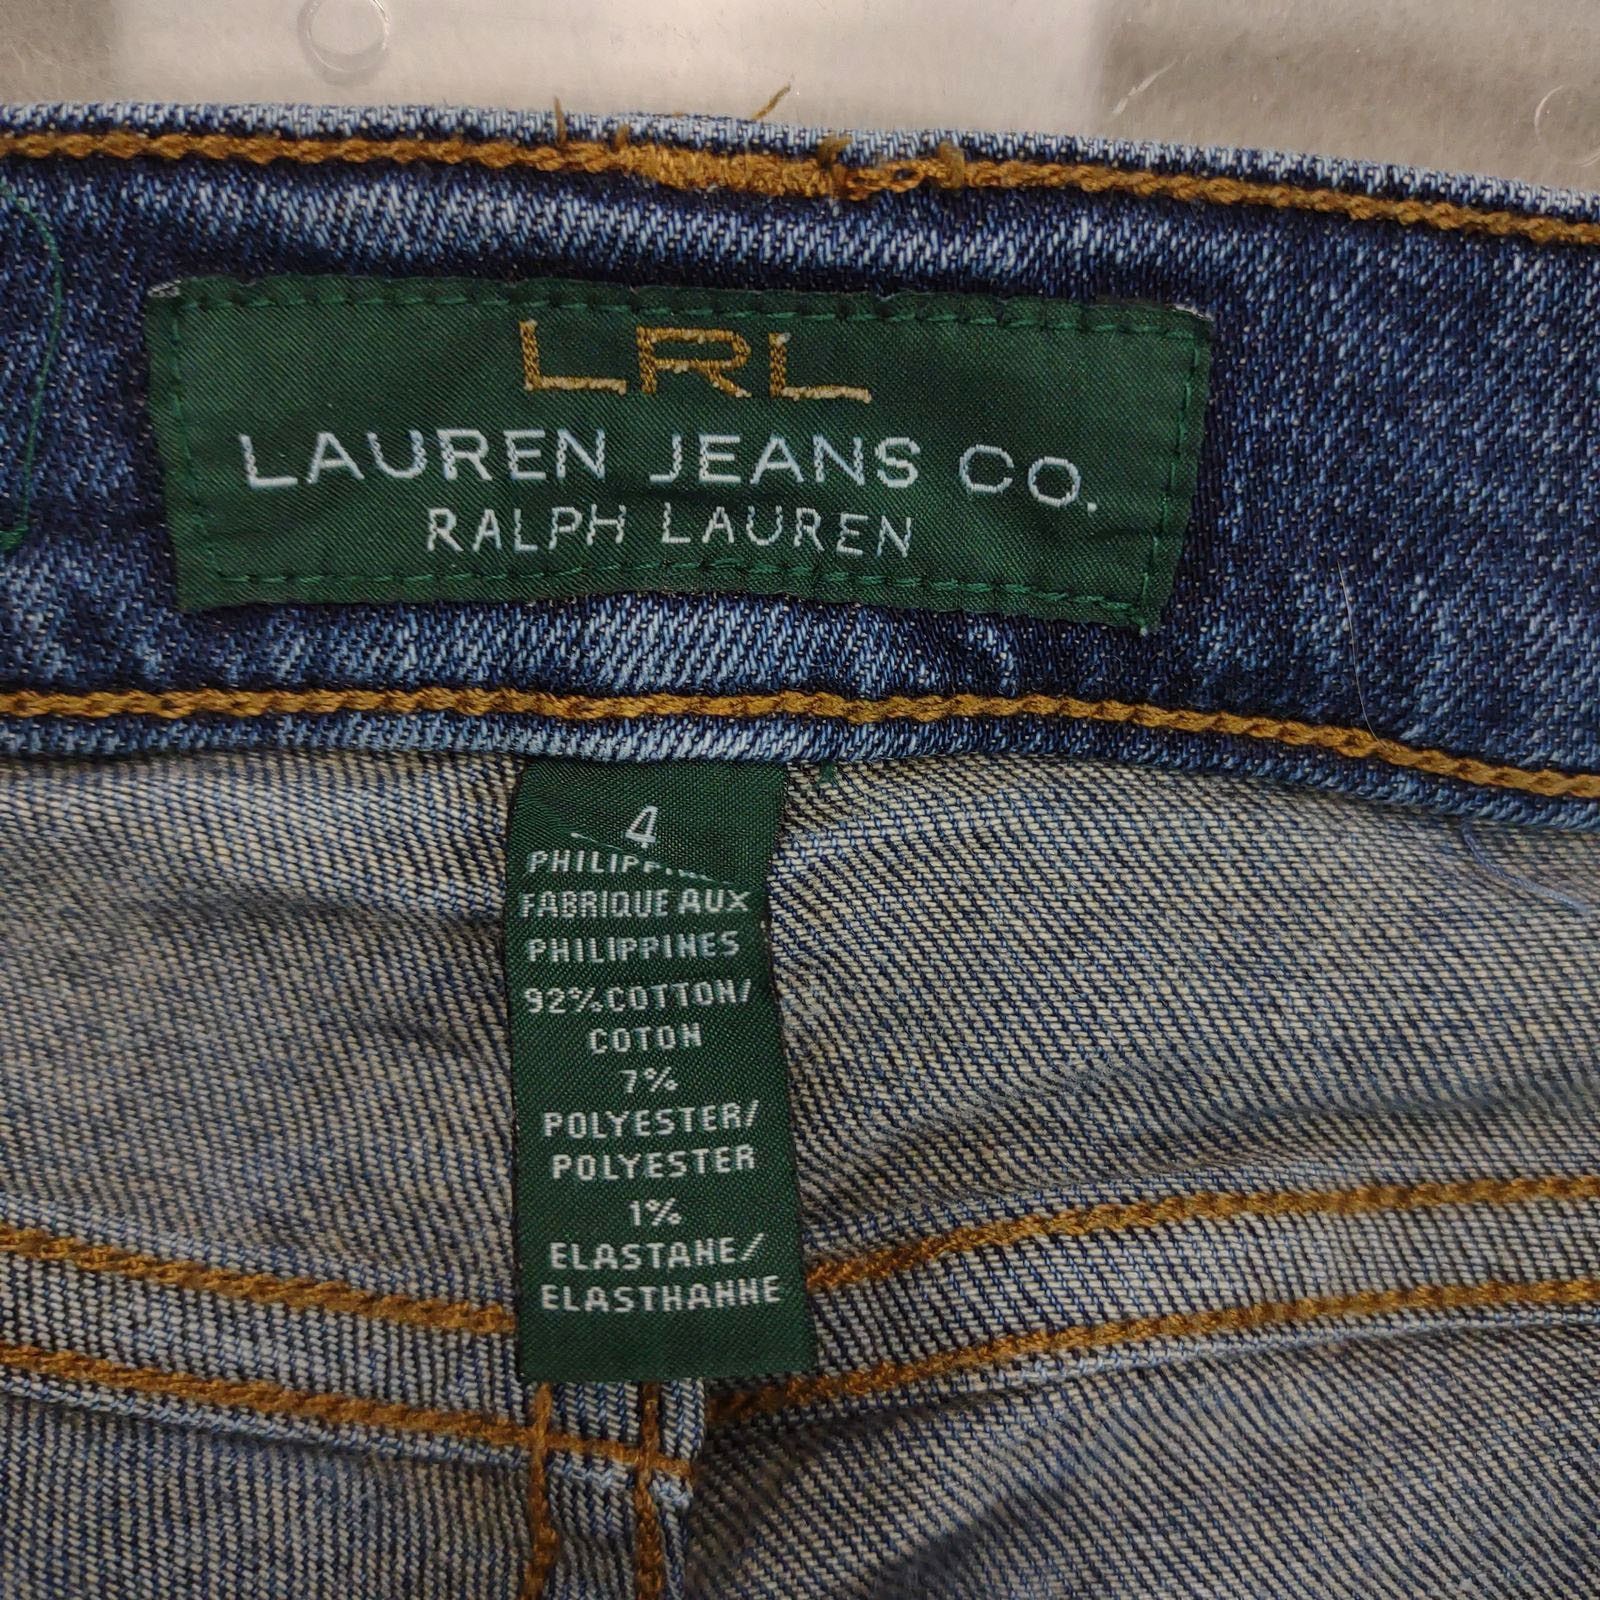 LRL
LAUREN JEANS CO.
RALPH LAUREN
4
FABRIQUE AUX
PHILIPPINES
92% COTTON/
COTON
7%
POLYESTER/
POLYESTER
1%
ELASTANE/
ELASTHANNE